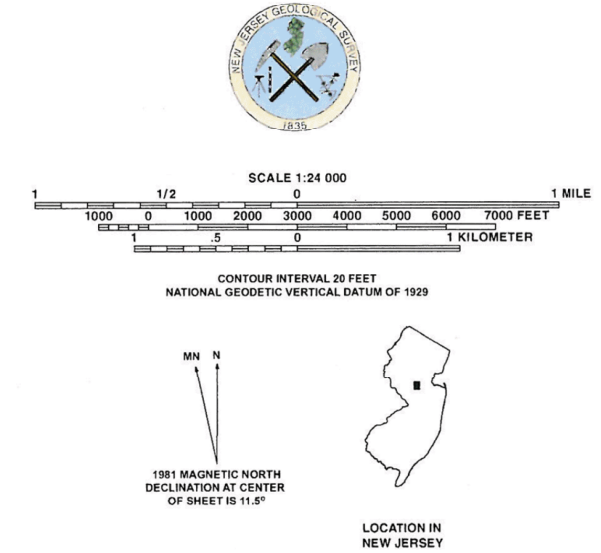 NEW JERSEY GEOLOGICAL SURVEY
1835
SCALE 1:24 000
1 1/2 0 1 MILE
1000 0 1000 2000 3000 4000 5000 6000 7000 FEET
1 .5 0 1 KILOMETER
CONTOUR INTERVAL 20 FEET
NATIONAL GEODETIC VERTICAL DATUM OF 1929
MN N
1981 MAGNETIC NORTH
DECLINATION AT CENTER
OF SHEET IS 11.5°
LOCATION IN
NEW JERSEY